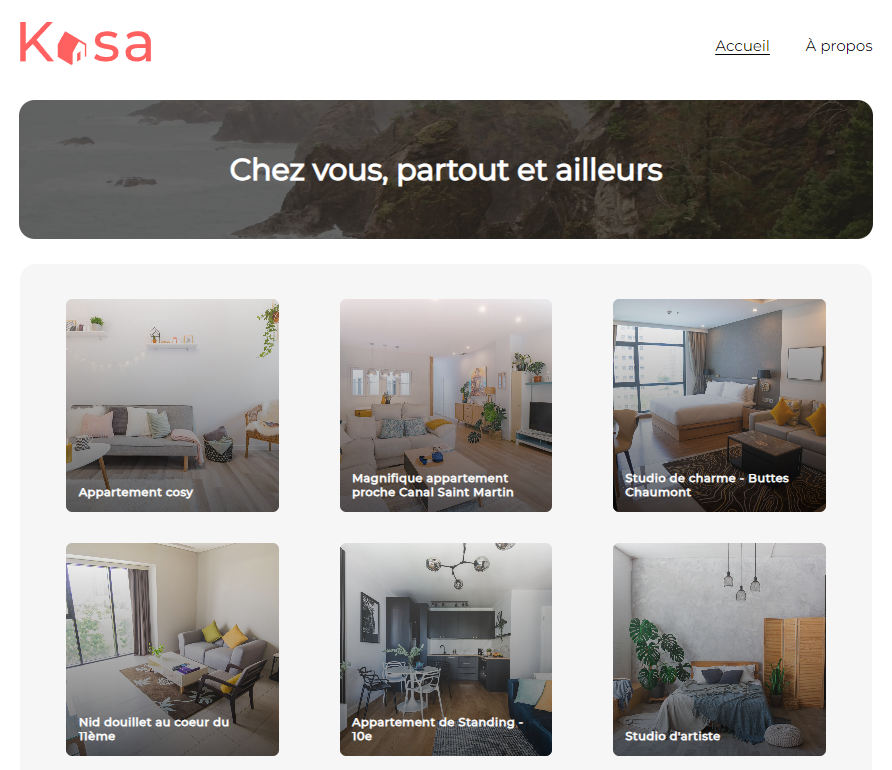 Kasa
Accueil
À propos
Chez vous, partout et ailleurs
Appartement cosy
Magnifique appartement
proche Canal Saint Martin
Studio de charme - Buttes
Chaumont
Nid douillet au coeur du
11ème
Appartement de Standing -
10e
Studio d'artiste